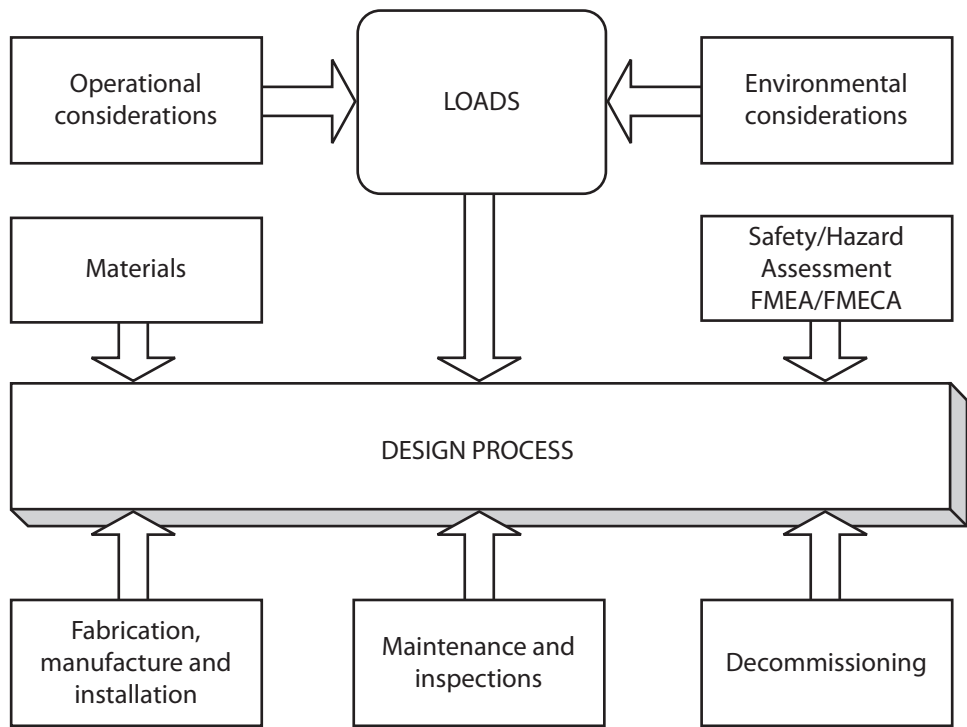 Operational
considerations
LOADS
Environmental
considerations
Materials
Safety/Hazard
Assessment
FMEA/FMECA
DESIGN PROCESS
Fabrication,
manufacture and
installation
Maintenance and
inspections
Decommissioning